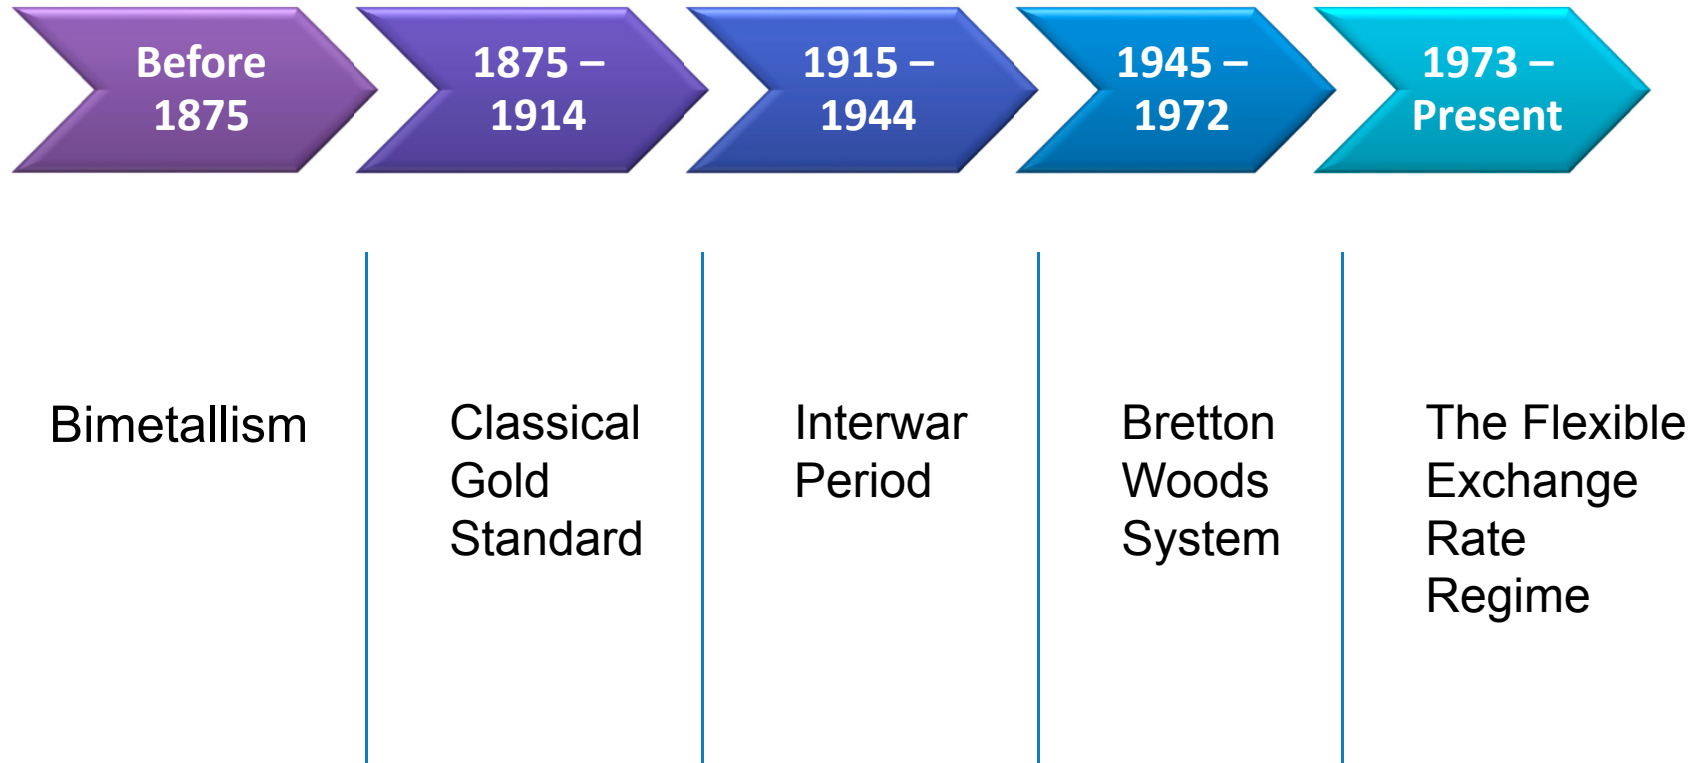 Before
1875
1875 –
1914
1915 –
1944
1945 –
1972
1973 –
Present
Bimetallism
Classical
Gold
Standard
Interwar
Period
Bretton
Woods
System
The Flexible
Exchange
Rate
Regime